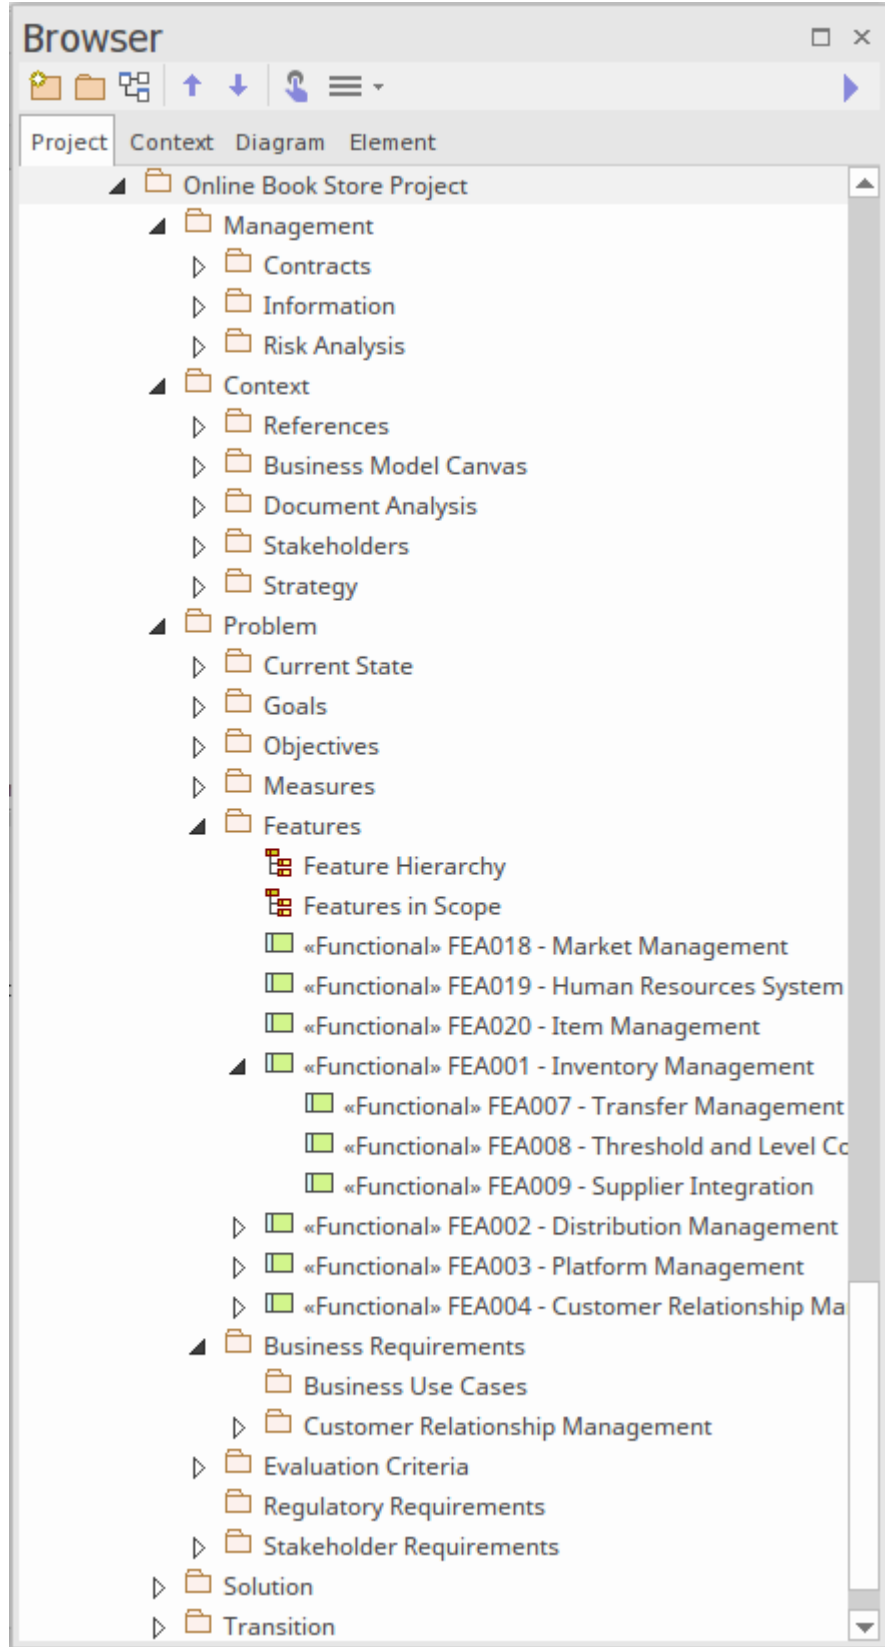 Browser
Project Context Diagram Element
Online Book Store Project
Management
Contracts
Information
Risk Analysis
Context
References
Business Model Canvas
Document Analysis
Stakeholders
Strategy
Problem
Current State
Goals
Objectives
Measures
Features
Feature Hierarchy
Features in Scope
«Functional» FEA018 - Market Management
«Functional» FEA019 - Human Resources System
«Functional» FEA020 - Item Management
«Functional» FEA001 - Inventory Management
«Functional» FEA007 - Transfer Management
«Functional» FEA008 - Threshold and Level Co
«Functional» FEA009 - Supplier Integration
«Functional» FEA002 - Distribution Management
«Functional» FEA003 - Platform Management
«Functional» FEA004 - Customer Relationship Ma
Business Requirements
Business Use Cases
Customer Relationship Management
Evaluation Criteria
Regulatory Requirements
Stakeholder Requirements
Solution
Transition